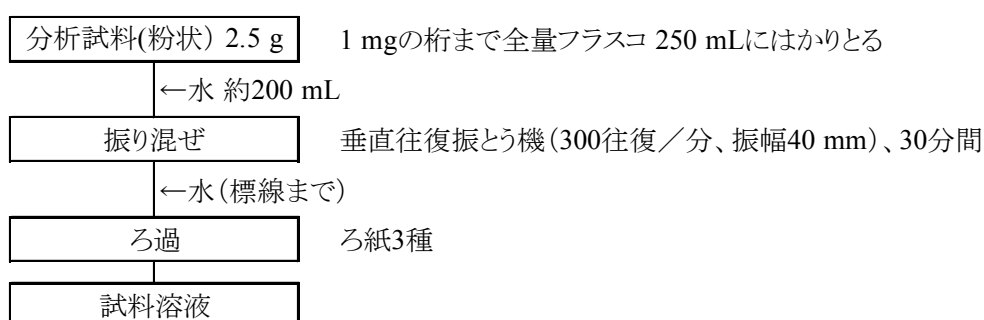 分析試料(粉状) 2.5 g　1 mgの桁まで全量フラスコ 250 mLにはかりとる
←水 約200 mL
振り混ぜ　垂直往復振とう機(300往復／分、振幅40 mm)、30分間
←水(標線まで)
ろ過　ろ紙3種
試料溶液